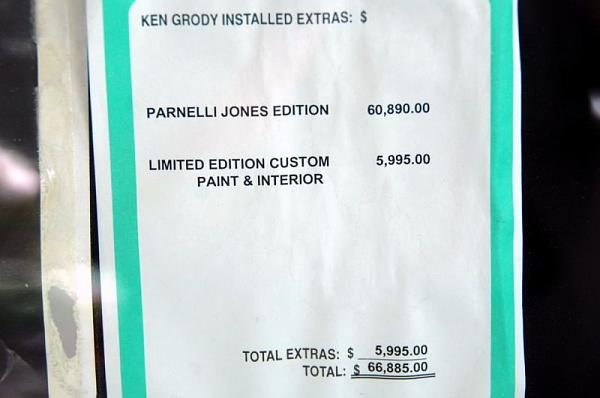 KEN GRODY INSTALLED EXTRAS: $
PARNELLI JONES EDITION 60,890.00
LIMITED EDITION CUSTOM 5,995.00
PAINT & INTERIOR
TOTAL EXTRAS: $ 5,995.00
TOTAL: $ 66,885.00